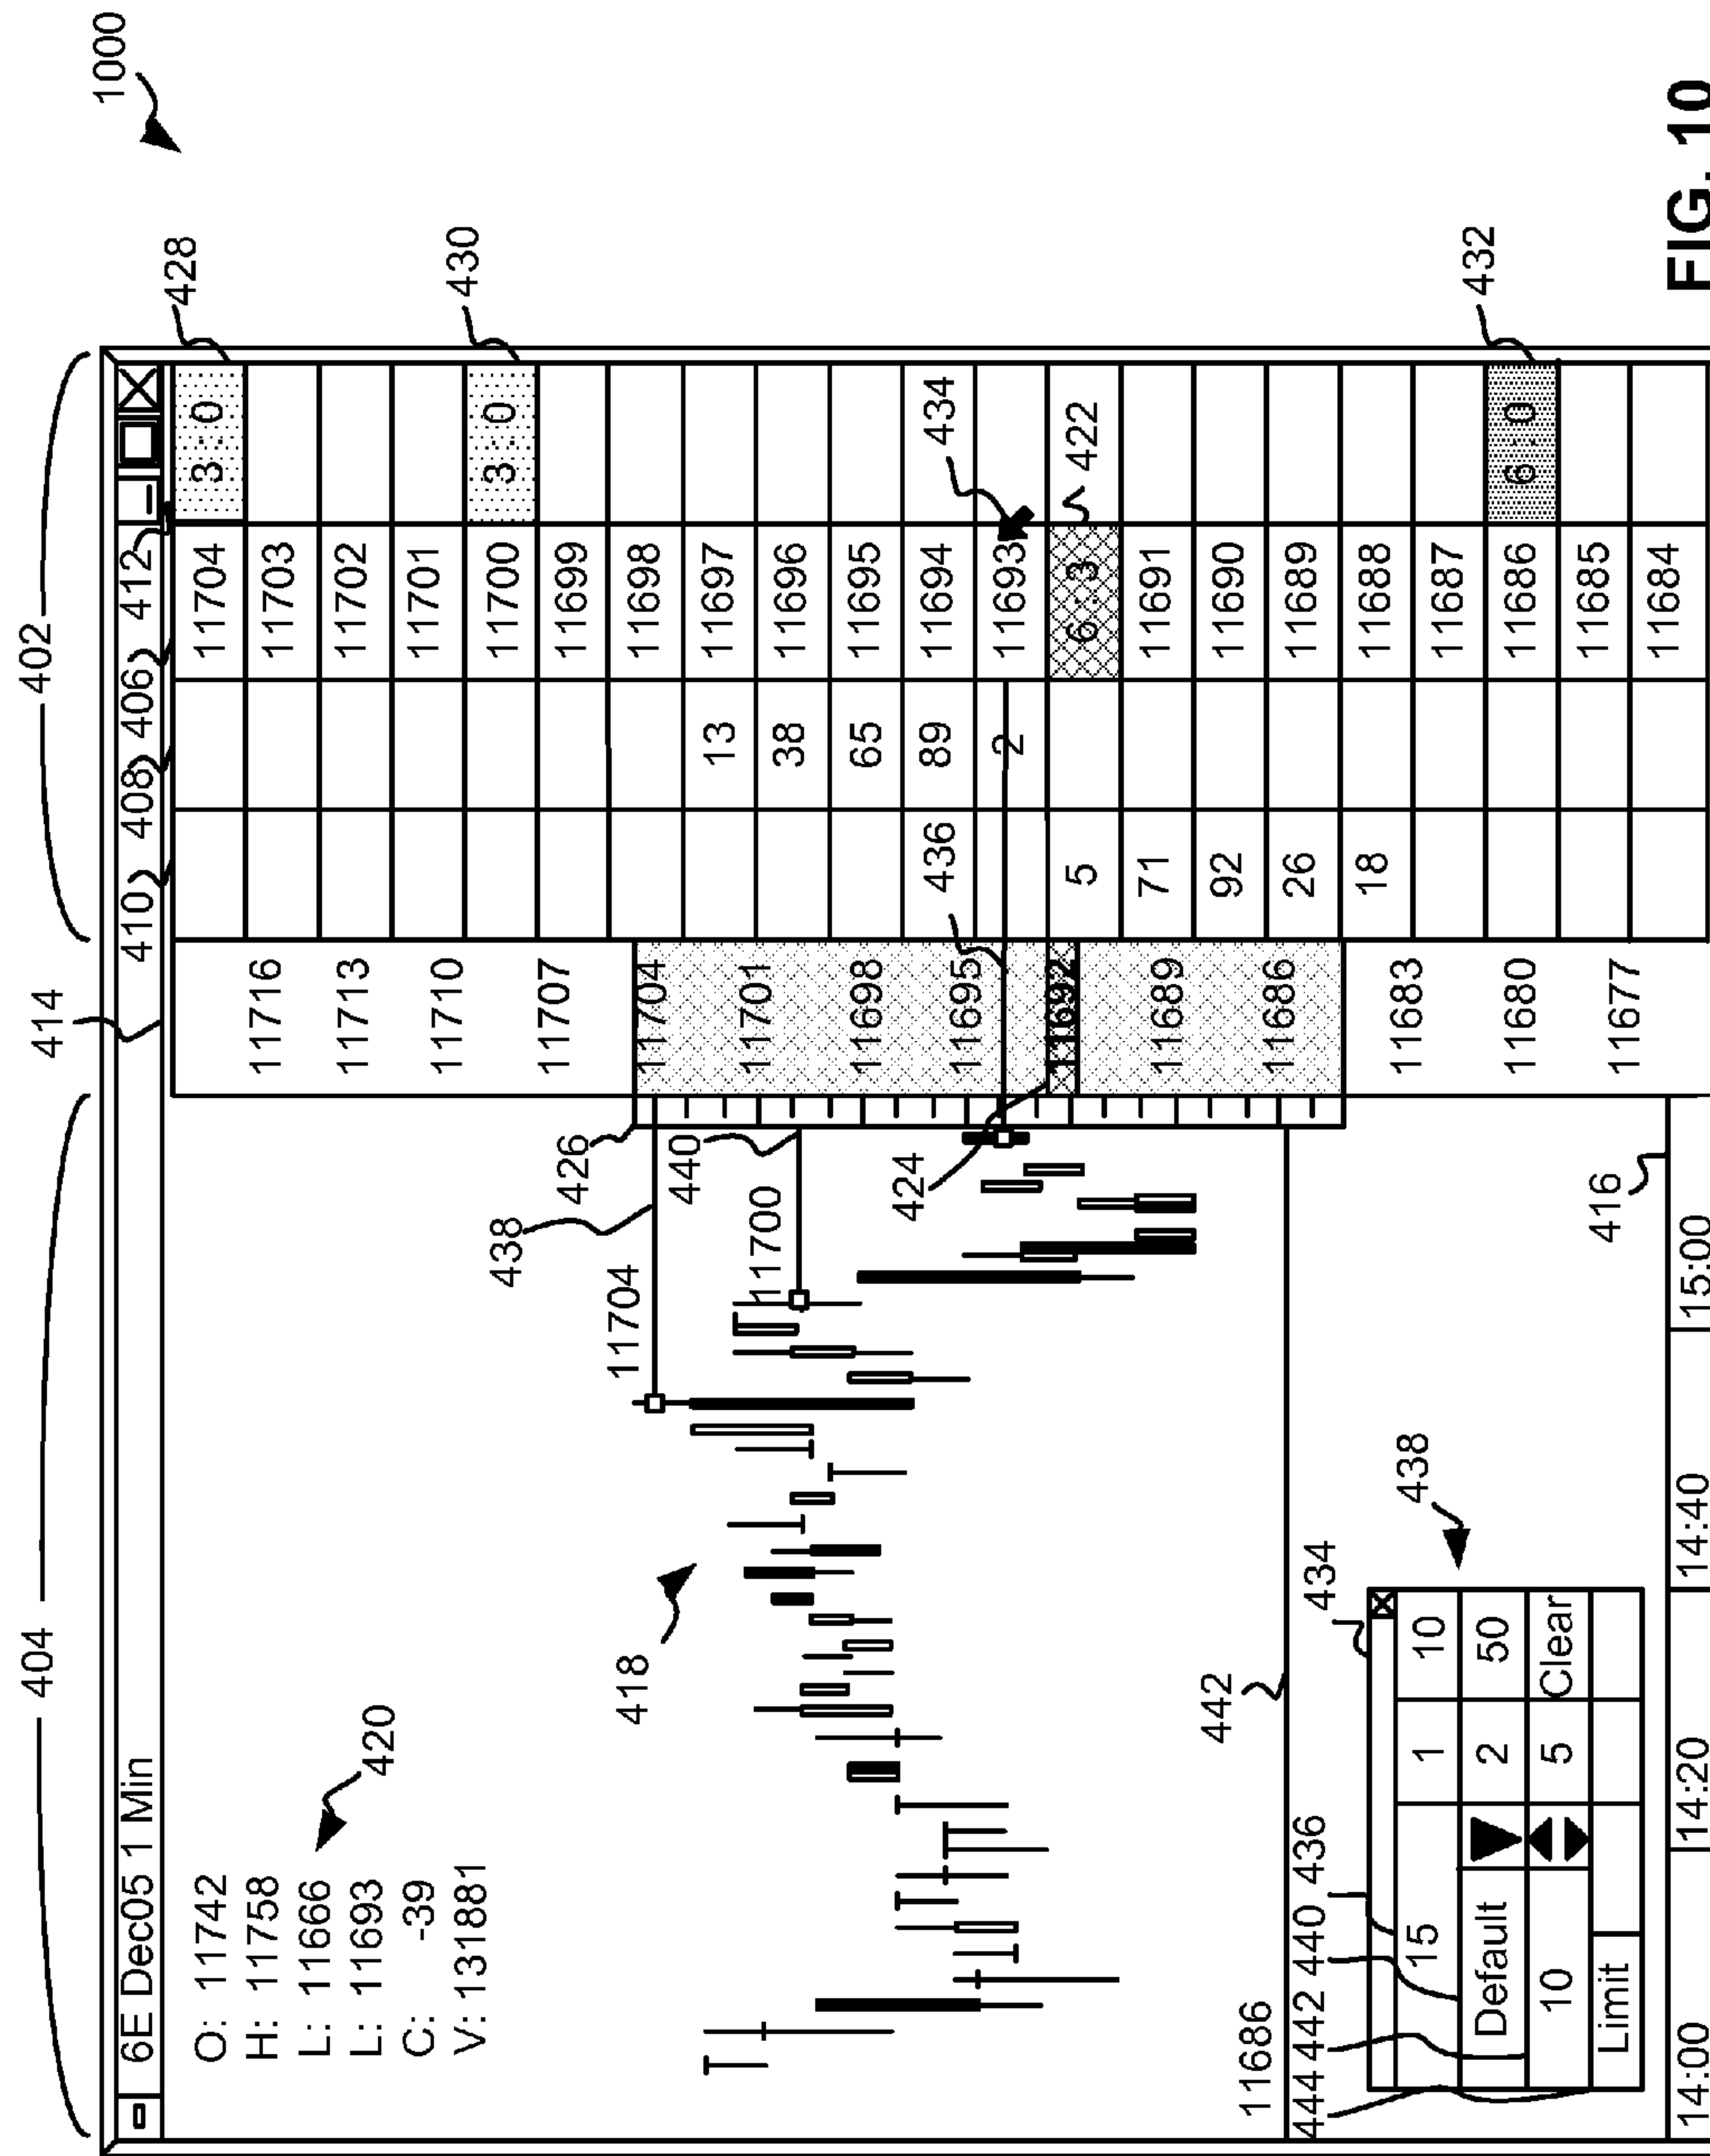 1000
404
402
6E Dec05 1 Min
414
410 408 406 412
428
O: 11742
H: 11758
L: 11666
L: 11693
C: -39
V: 131881
420
11704 3 0
11716
11703
11713
11702
11710
11701
11707
11700 3 0
430
11699
11704
11698
438
426
11704
11701
13 11697
440
11700
38 11696
418
11698
65 11695
436
11695
89 11694
434
2 11693
424
11692
5 6 3
422
11689
71 11691
92 11690
11686
26 11689
442
11686
18 11688
11683
11687
444 442 440 436
434
11680
11686 6 0
432
438
15 1 10
Default 2 50
10 5 Clear
Limit
11677
11685
11684
416
14:00 14:20 14:40 15:00
FIG. 10